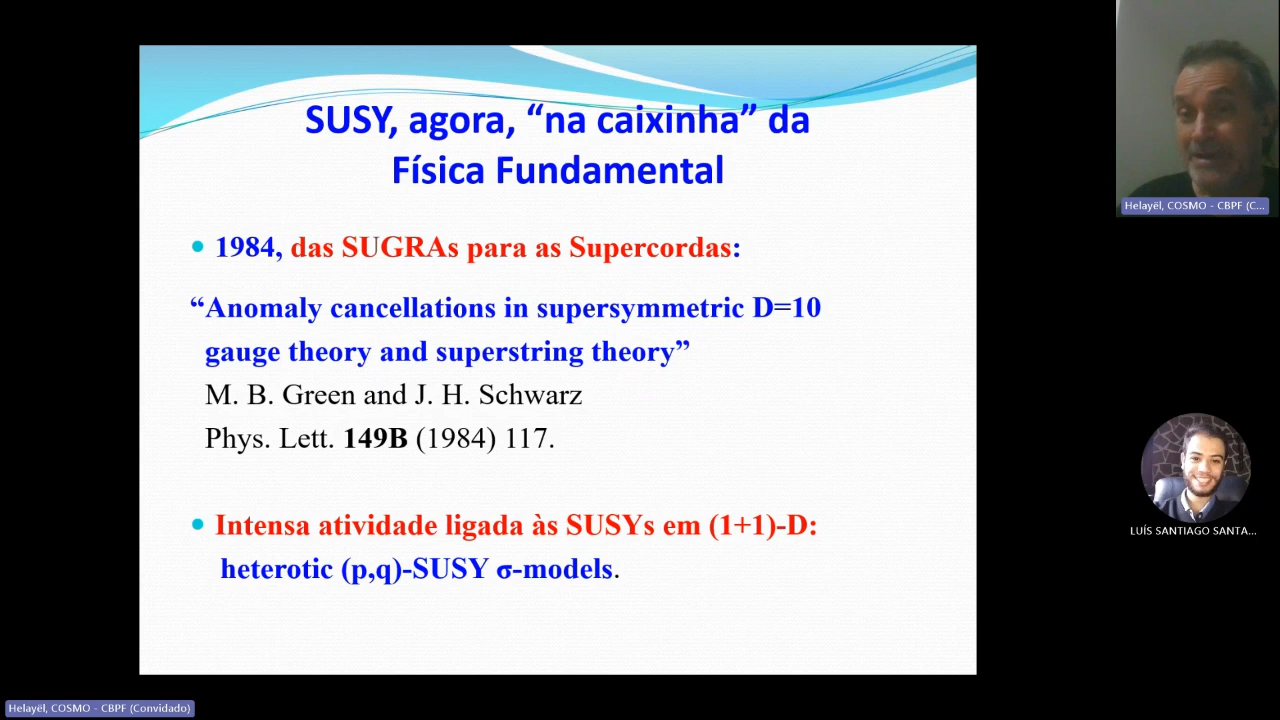 SUSY, agora, “na caixinha” da
Física Fundamental
1984, das SUGRAs para as Supercordas:
“Anomaly cancellations in supersymmetric D=10
gauge theory and superstring theory”
M. B. Green and J. H. Schwarz
Phys. Lett. 149B (1984) 117.
Intensa atividade ligada às SUSYs em (1+1)-D:
heterotic (p,q)-SUSY σ-models.
Helayël, COSMO - CBPF (C...
LUÍS SANTIAGO SANTA...
Helayël, COSMO - CBPF (Convidado)